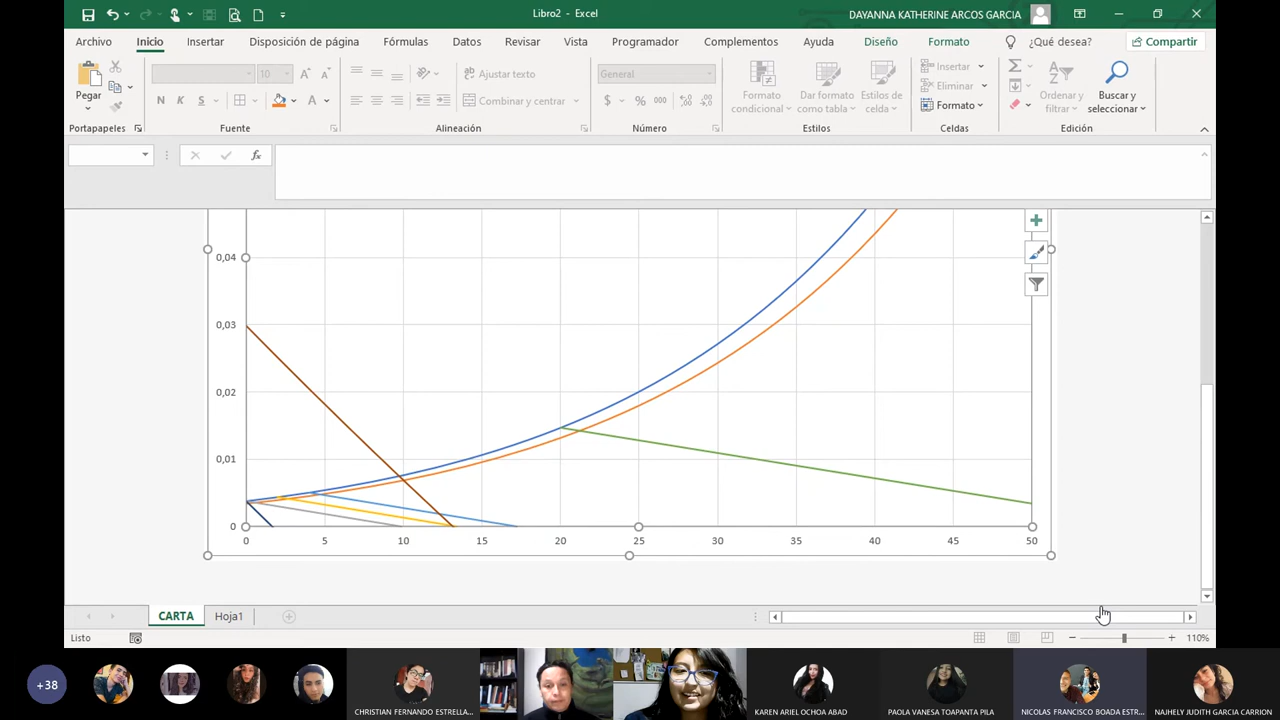 Libro2 - Excel
DAYANNA KATHERINE ARCOS GARCIA
Archivo Inicio Insertar Disposición de página Fórmulas Datos Revisar Vista Programador Complementos Ayuda Diseño Formato ¿Qué desea? Compartir
Pegar
10
N K S
A A
Ajustar texto
Combinar y centrar
General
$ % 000
Formato condicional
Dar formato como tabla
Estilos de celda
Insertar
Eliminar
Formato
Ordenar y filtrar
Buscar y seleccionar
Portapapeles Fuente Alineación Número Estilos Celdas Edición
fx
0,04
0,03
0,02
0,01
0
0 5 10 15 20 25 30 35 40 45 50
CARTA Hoja1
Listo 110%
+38
CHRISTIAN FERNANDO ESTRELLA...
KAREN ARIEL OCHOA ABAD
PAOLA VANESA TOAPANTA PILA
NICOLAS FRANCISCO BOADA ESTR...
NAJHELY JUDITH GARCIA CARRION